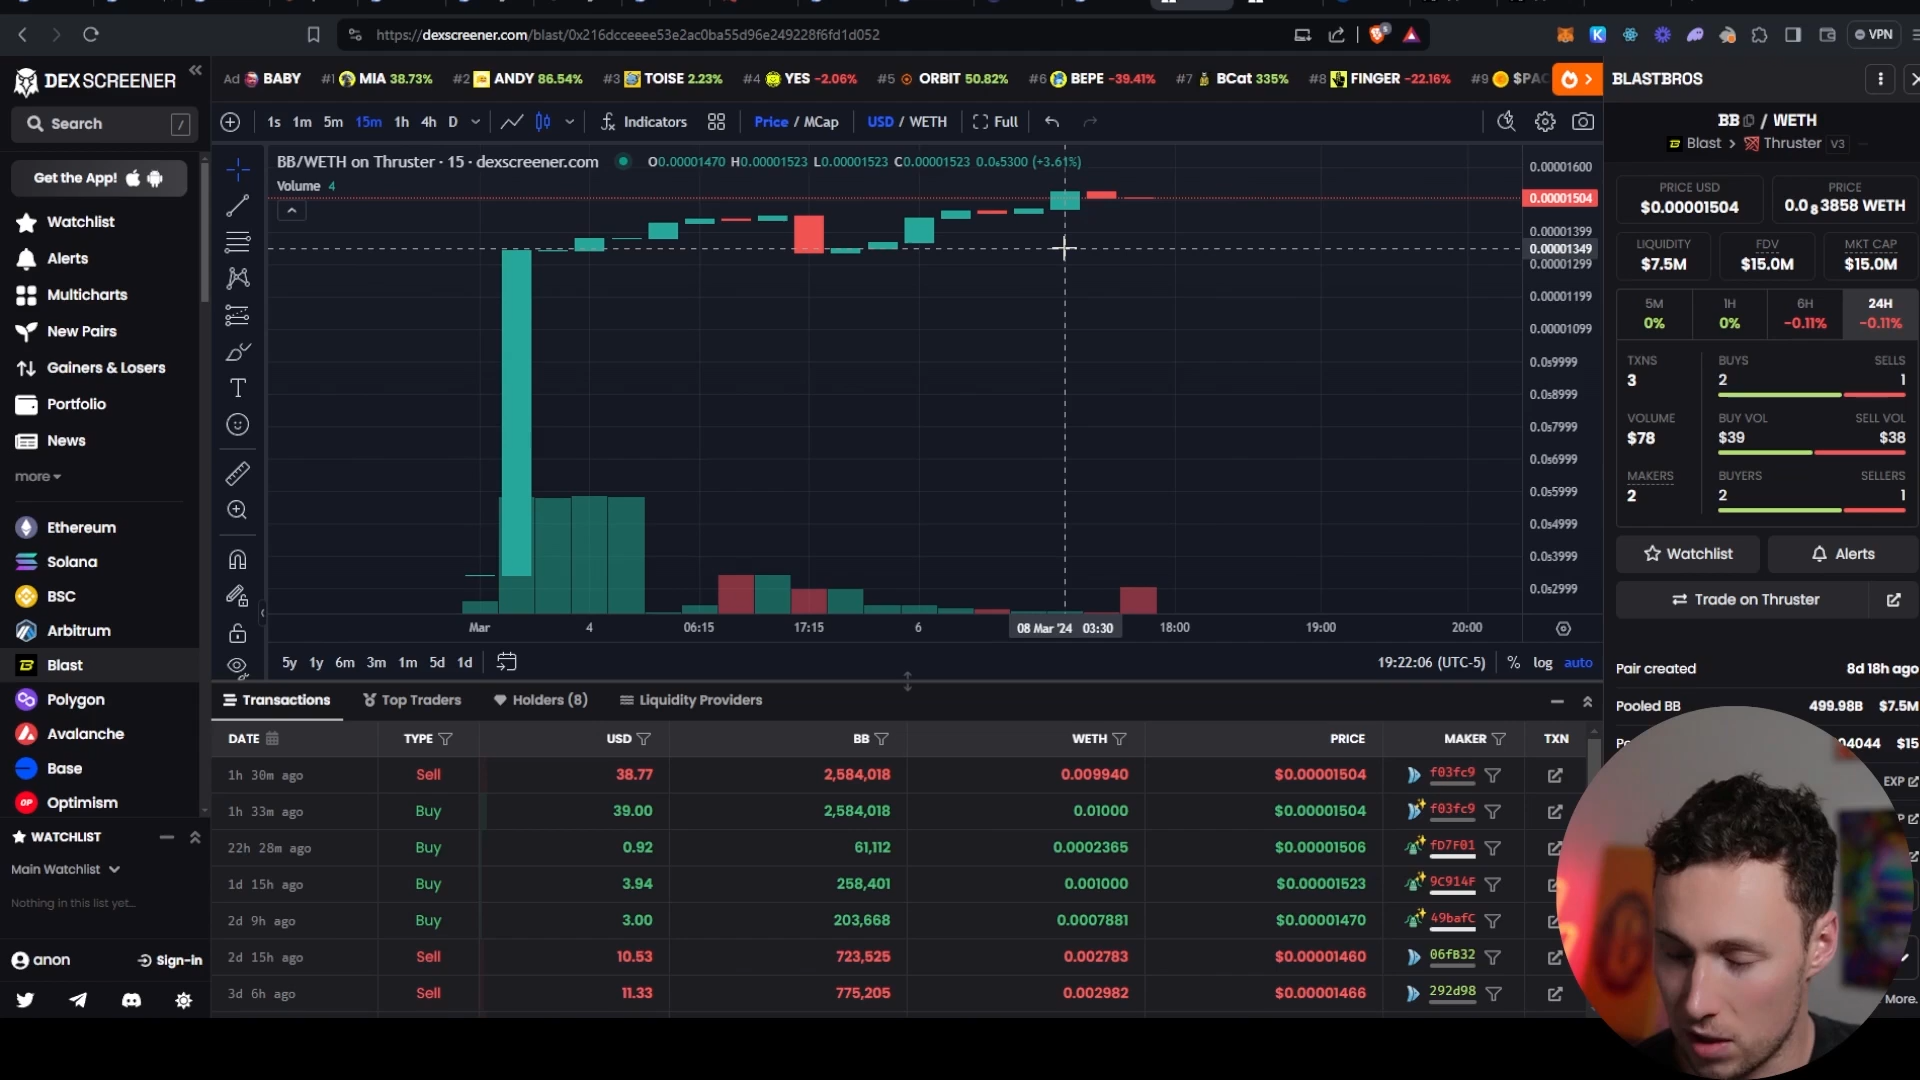 https://dexscreener.com/blast/0x216dcceeee53e2ac0ba55d96e249228f6fd1d052
VPN
DEX SCREENER
Ad BABY #1 MIA 38.73% #2 ANDY 86.54% #3 TOISE 2.23% #4 YES -2.06% #5 ORBIT 50.82% #6 BEPE -39.41% #7 BCat 335% #8 FINGER -22.16% #9 $PAC
BLASTBROS
Search /
1s 1m 5m 15m 1h 4h D Indicators Price / MCap USD / WETH Full
BB / WETH
Blast > Thruster V3
Get the App!
Watchlist
Alerts
Multicharts
New Pairs
Gainers & Losers
Portfolio
News
more
Ethereum
Solana
BSC
Arbitrum
Blast
Polygon
Avalanche
Base
Optimism
WATCHLIST
Main Watchlist
Nothing in this list yet...
anon Sign-in
BB/WETH on Thruster · 15 · dexscreener.com O0.00001470 H0.00001523 L0.00001523 C0.00001523 0.0₆5300 (+3.61%)
Volume 4
0.00001600
0.00001504
0.00001399
0.00001349
0.00001299
0.00001199
0.00001099
0.0₅9999
0.0₅8999
0.0₅7999
0.0₅6999
0.0₅5999
0.0₅4999
0.0₅3999
0.0₅2999
Mar 4 06:15 17:15 6 08 Mar '24 03:30 18:00 19:00 20:00
5y 1y 6m 3m 1m 5d 1d 19:22:06 (UTC-5) % log auto
PRICE USD
$0.00001504
PRICE
0.0₈3858 WETH
LIQUIDITY
$7.5M
FDV
$15.0M
MKT CAP
$15.0M
5M 1H 6H 24H
0% 0% -0.11% -0.11%
TXNS
3
BUYS SELLS
2 1
VOLUME
$78
BUY VOL SELL VOL
$39 $38
MAKERS
2
BUYERS SELLERS
2 1
Watchlist Alerts
Trade on Thruster
Pair created 8d 18h ago
Pooled BB 499.98B $7.5M
04044 $15
EXP
More.
Transactions Top Traders Holders (8) Liquidity Providers
DATE TYPE USD BB WETH PRICE MAKER TXN
1h 30m ago Sell 38.77 2,584,018 0.009940 $0.00001504 f03fc9
1h 33m ago Buy 39.00 2,584,018 0.01000 $0.00001504 f03fc9
22h 28m ago Buy 0.92 61,112 0.0002365 $0.00001506 fD7F01
1d 15h ago Buy 3.94 258,401 0.001000 $0.00001523 9C914F
2d 9h ago Buy 3.00 203,668 0.0007881 $0.00001470 49bafC
2d 15h ago Sell 10.53 723,525 0.002783 $0.00001460 06fB32
3d 6h ago Sell 11.33 775,205 0.002982 $0.00001466 292d98